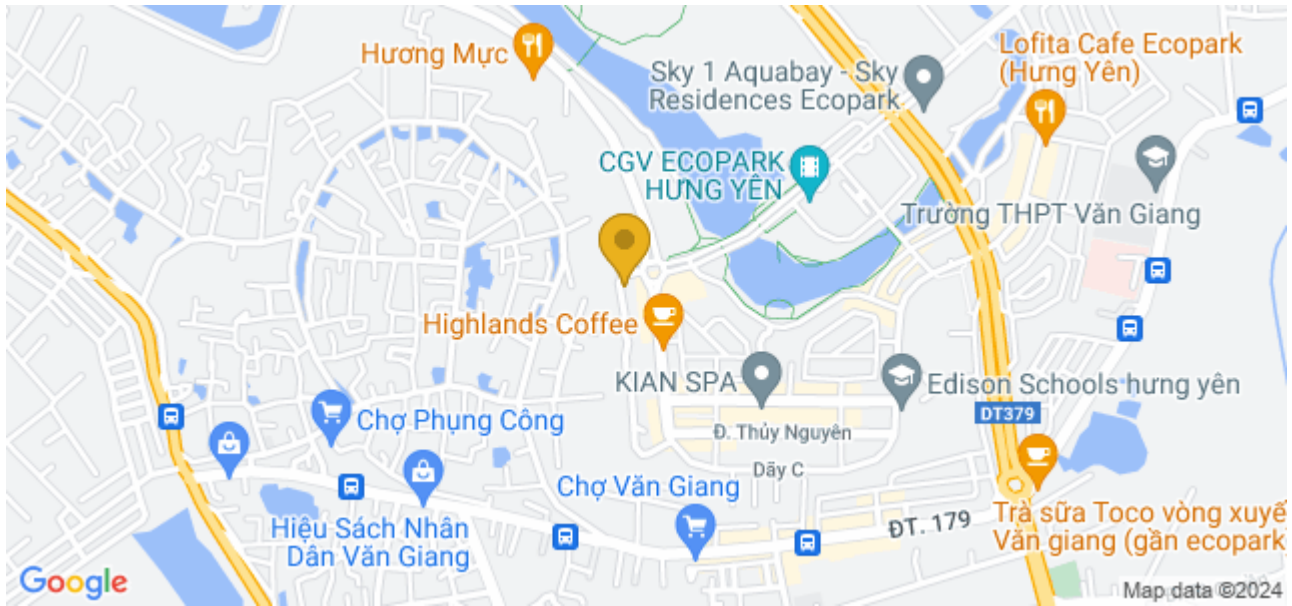 Hương Mực
Lofita Cafe Ecopark
(Hưng Yên)
Sky 1 Aquabay - Sky
Residences Ecopark
CGV ECOPARK
HƯNG YÊN
Trường THPT Văn Giang
Highlands Coffee
KIAN SPA
Edison Schools hưng yên
DT379
Chợ Phụng Công
Đ. Thủy Nguyên
Dãy C
Chợ Văn Giang
Hiệu Sách Nhân
Dân Văn Giang
ĐT. 179
Trà sữa Toco vòng xuyế
Văn giang (gần ecopark
Google
Map data ©2024